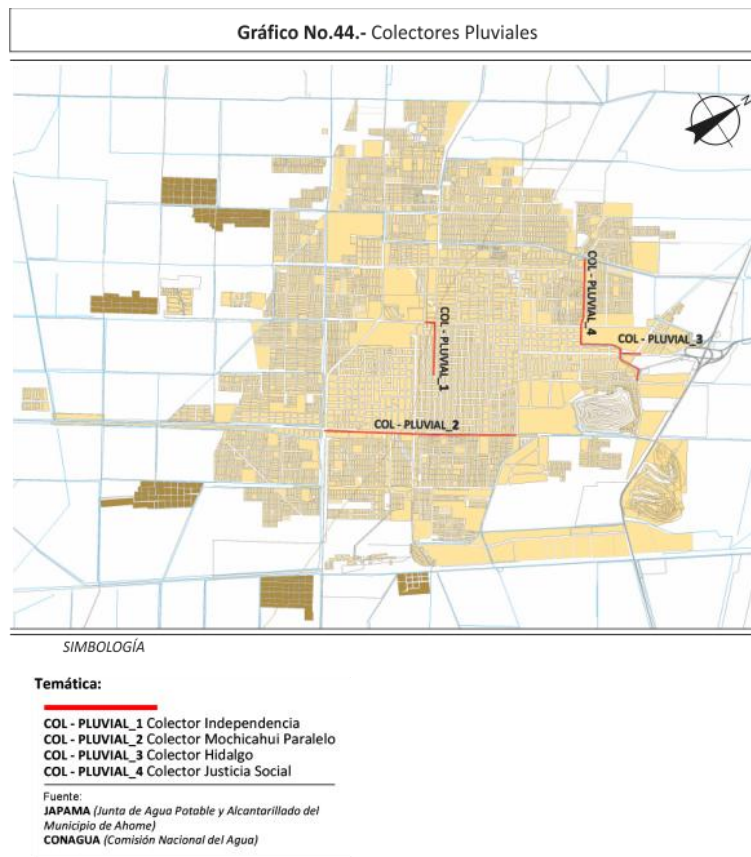 Gráfico No.44.- Colectores Pluviales
N
COL - PLUVIAL_4
COL - PLUVIAL_3
COL - PLUVIAL_1
COL - PLUVIAL_2
SIMBOLOGÍA
Temática:
COL - PLUVIAL_1 Colector Independencia
COL - PLUVIAL_2 Colector Mochicahui Paralelo
COL - PLUVIAL_3 Colector Hidalgo
COL - PLUVIAL_4 Colector Justicia Social
Fuente:
JAPAMA (Junta de Agua Potable y Alcantarillado del
Municipio de Ahome)
CONAGUA (Comisión Nacional del Agua)